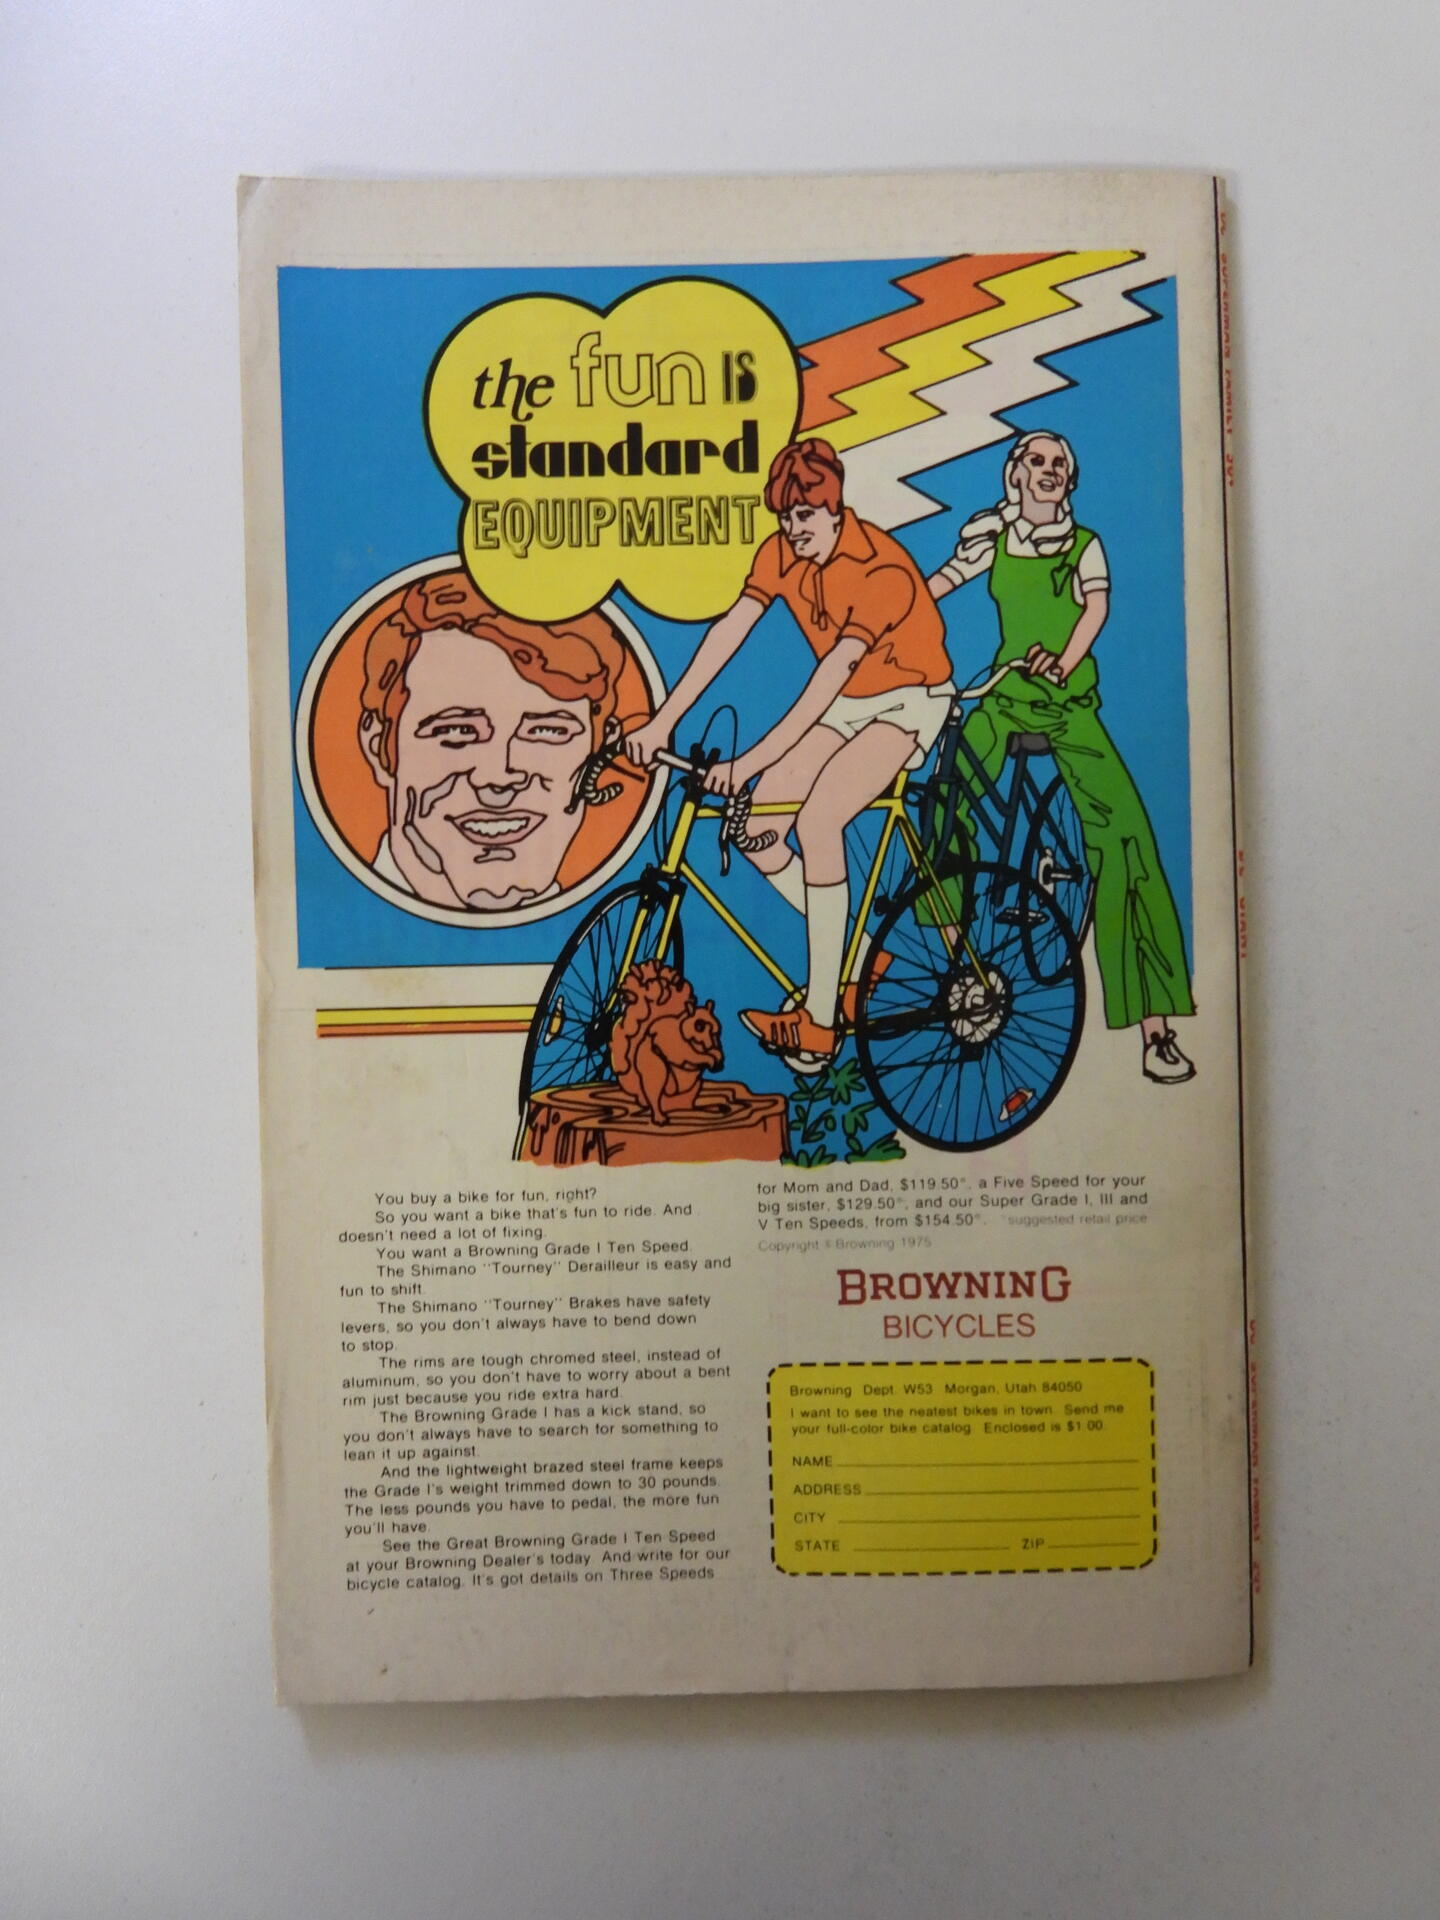 the fun IS
standard
EQUIPMENT
You buy a bike for fun, right?
So you want a bike that's fun to ride. And
doesn't need a lot of fixing.
You want a Browning Grade I Ten Speed.
The Shimano "Tourney" Derailleur is easy and
fun to shift.
The Shimano "Tourney" Brakes have safety
levers, so you don't always have to bend down
to stop.
The rims are tough chromed steel, instead of
aluminum, so you don't have to worry about a bent
rim just because you ride extra hard.
The Browning Grade I has a kick stand, so
you don't always have to search for something to
lean it up against.
And the lightweight brazed steel frame keeps
the Grade I's weight trimmed down to 30 pounds.
The less pounds you have to pedal, the more fun
you'll have.
See the Great Browning Grade I Ten Speed
at your Browning Dealer's today. And write for our
bicycle catalog. It's got details on Three Speeds
for Mom and Dad, $119.50*, a Five Speed for your
big sister, $129.50*, and our Super Grade I, III and
V Ten Speeds, from $154.50*. *suggested retail price
Copyright © Browning 1975
BROWNING
BICYCLES
Browning Dept. W53 Morgan, Utah 84050
I want to see the neatest bikes in town. Send me
your full-color bike catalog. Enclosed is $1.00.
NAME
ADDRESS
CITY
STATE ZIP